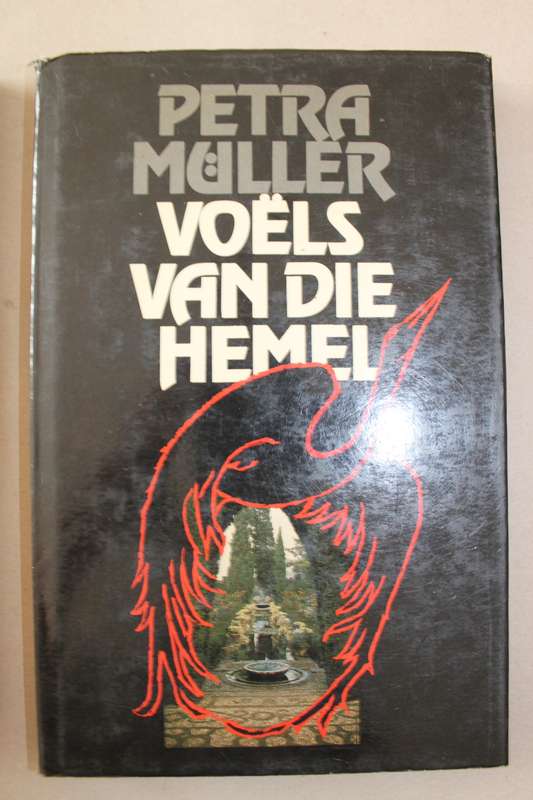 PETRA
MÜLLER
VOËLS
VAN DIE
HEMEL